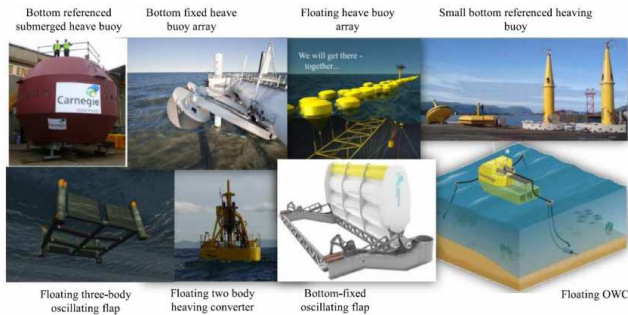 Bottom referenced
submerged heave buoy
Bottom fixed heave
buoy array
Floating heave buoy
array
Small bottom referenced heaving
buoy
We will get there -
together...
Carnegie
Floating three-body
oscillating flap
Floating two body
heaving converter
Bottom-fixed
oscillating flap
Floating OWC